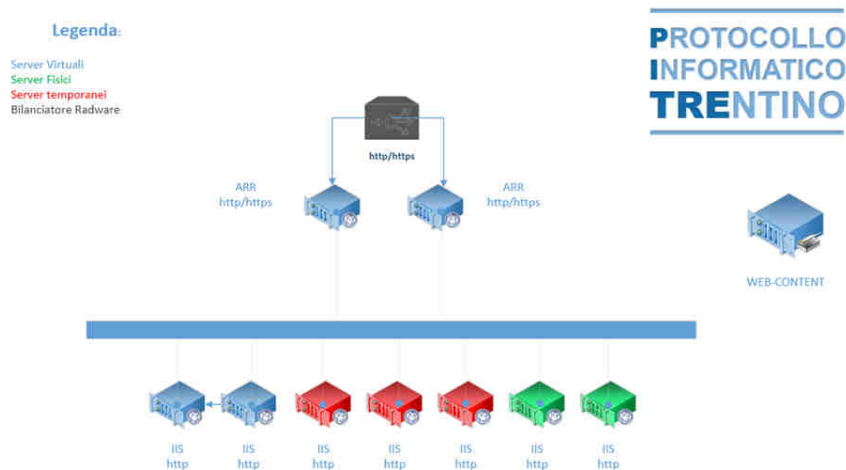 Legenda:
Server Virtuali
Server Fisici
Server temporanei
Bilanciatore Radware
PROTOCOLLO
INFORMATICO
TRENTINO
http/https
ARR
http/https
ARR
http/https
WEB-CONTENT
IIS
http
IIS
http
IIS
http
IIS
http
IIS
http
IIS
http
IIS
http